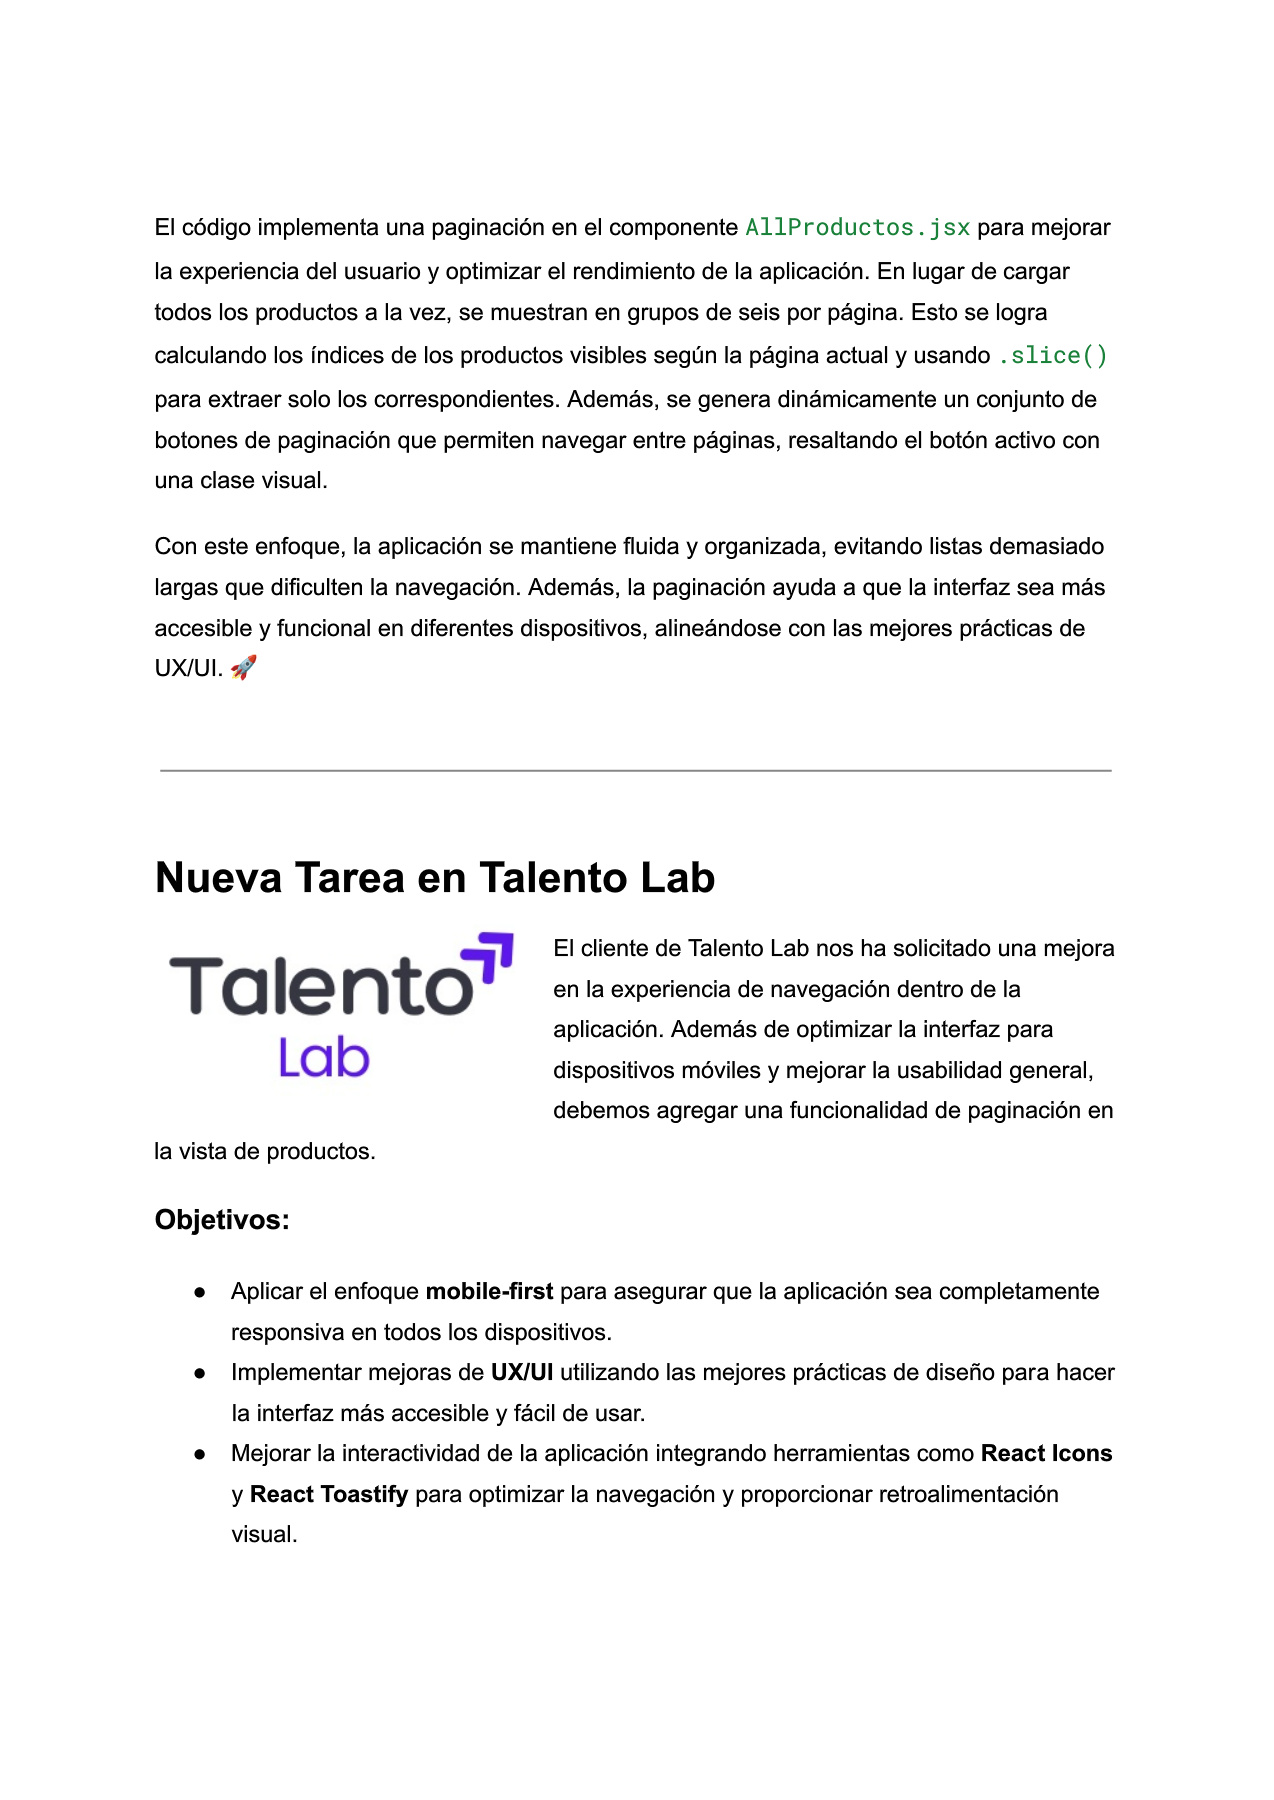 El código implementa una paginación en el componente AllProductos.jsx para mejorar
la experiencia del usuario y optimizar el rendimiento de la aplicación. En lugar de cargar
todos los productos a la vez, se muestran en grupos de seis por página. Esto se logra
calculando los índices de los productos visibles según la página actual y usando .slice()
para extraer solo los correspondientes. Además, se genera dinámicamente un conjunto de
botones de paginación que permiten navegar entre páginas, resaltando el botón activo con
una clase visual.
Con este enfoque, la aplicación se mantiene fluida y organizada, evitando listas demasiado
largas que dificulten la navegación. Además, la paginación ayuda a que la interfaz sea más
accesible y funcional en diferentes dispositivos, alineándose con las mejores prácticas de
UX/UI. 🚀
Nueva Tarea en Talento Lab
Talento
Lab
El cliente de Talento Lab nos ha solicitado una mejora
en la experiencia de navegación dentro de la
aplicación. Además de optimizar la interfaz para
dispositivos móviles y mejorar la usabilidad general,
debemos agregar una funcionalidad de paginación en
la vista de productos.
Objetivos:
● Aplicar el enfoque mobile-first para asegurar que la aplicación sea completamente
responsiva en todos los dispositivos.
● Implementar mejoras de UX/UI utilizando las mejores prácticas de diseño para hacer
la interfaz más accesible y fácil de usar.
● Mejorar la interactividad de la aplicación integrando herramientas como React Icons
y React Toastify para optimizar la navegación y proporcionar retroalimentación
visual.